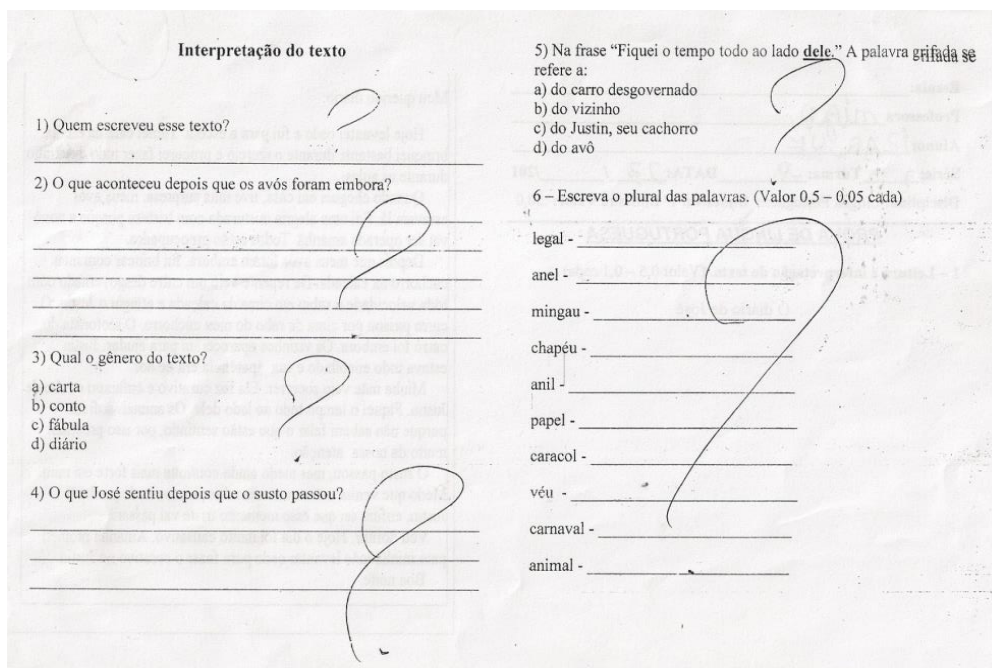 Interpretação do texto
1) Quem escreveu esse texto?
2) O que aconteceu depois que os avós foram embora?
3) Qual o gênero do texto?
a) carta
b) conto
c) fábula
d) diário
4) O que José sentiu depois que o susto passou?
5) Na frase “Fiquei o tempo todo ao lado dele.” A palavra grifada se
refere a:
a) do carro desgovernado
b) do vizinho
c) do Justin, seu cachorro
d) do avô
6 – Escreva o plural das palavras. (Valor 0,5 – 0,05 cada)
legal -
anel -
mingau -
chapéu -
anil -
papel -
caracol -
véu -
carnaval -
animal -